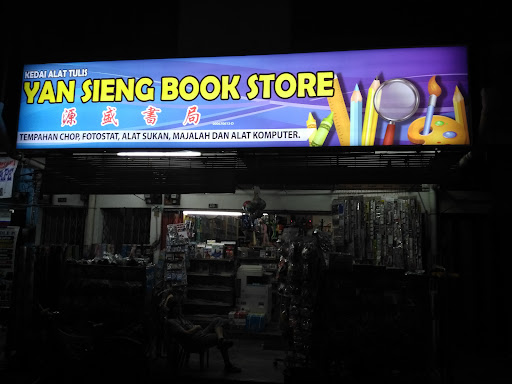 KEDAI ALAT TULIS
YAN SIENG BOOK STORE
源盛書局
TEMPAHAN CHOP, FOTOSTAT, ALAT SUKAN, MAJALAH DAN ALAT KOMPUTER.